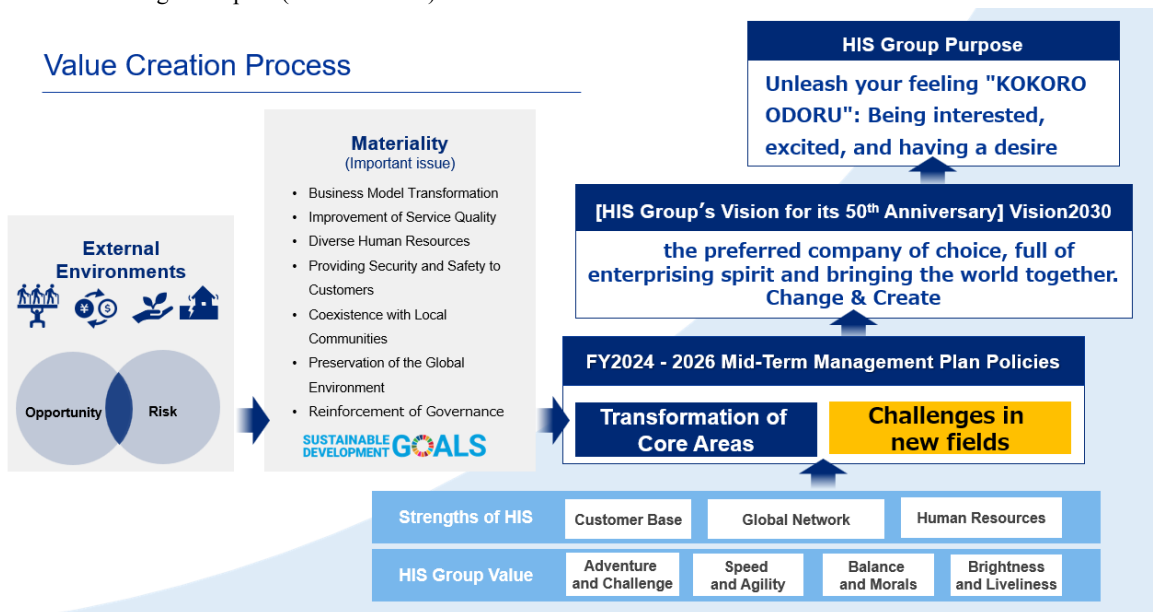 Value Creation Process
External
Environments
Opportunity
Risk
Materiality
(Important issue)
• Business Model Transformation
• Improvement of Service Quality
• Diverse Human Resources
• Providing Security and Safety to
Customers
• Coexistence with Local
Communities
• Preservation of the Global
Environment
• Reinforcement of Governance
SUSTAINABLE
DEVELOPMENT GOALS
HIS Group Purpose
Unleash your feeling "KOKORO
ODORU": Being interested,
excited, and having a desire
[HIS Group's Vision for its 50th Anniversary] Vision2030
the preferred company of choice, full of
enterprising spirit and bringing the world together.
Change & Create
FY2024 - 2026 Mid-Term Management Plan Policies
Transformation of
Core Areas
Challenges in
new fields
Strengths of HIS
Customer Base
Global Network
Human Resources
HIS Group Value
Adventure
and Challenge
Speed
and Agility
Balance
and Morals
Brightness
and Liveliness